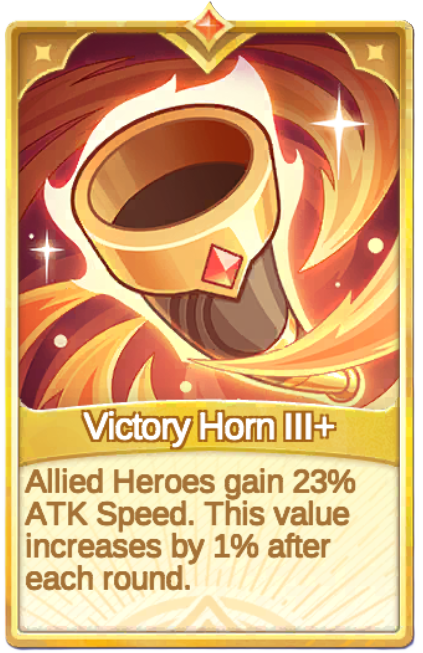 Victory Horn III+
Allied Heroes gain 23%
ATK Speed. This value
increases by 1% after
each round.